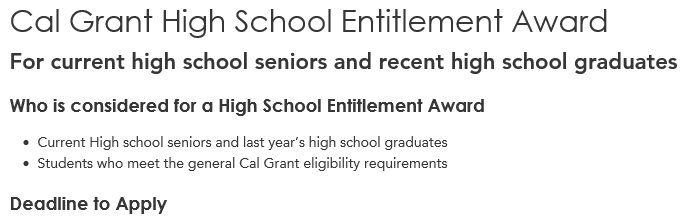 Cal Grant High School Entitlement Award
For current high school seniors and recent high school graduates
Who is considered for a High School Entitlement Award
• Current High school seniors and last year's high school graduates
• Students who meet the general Cal Grant eligibility requirements
Deadline to Apply